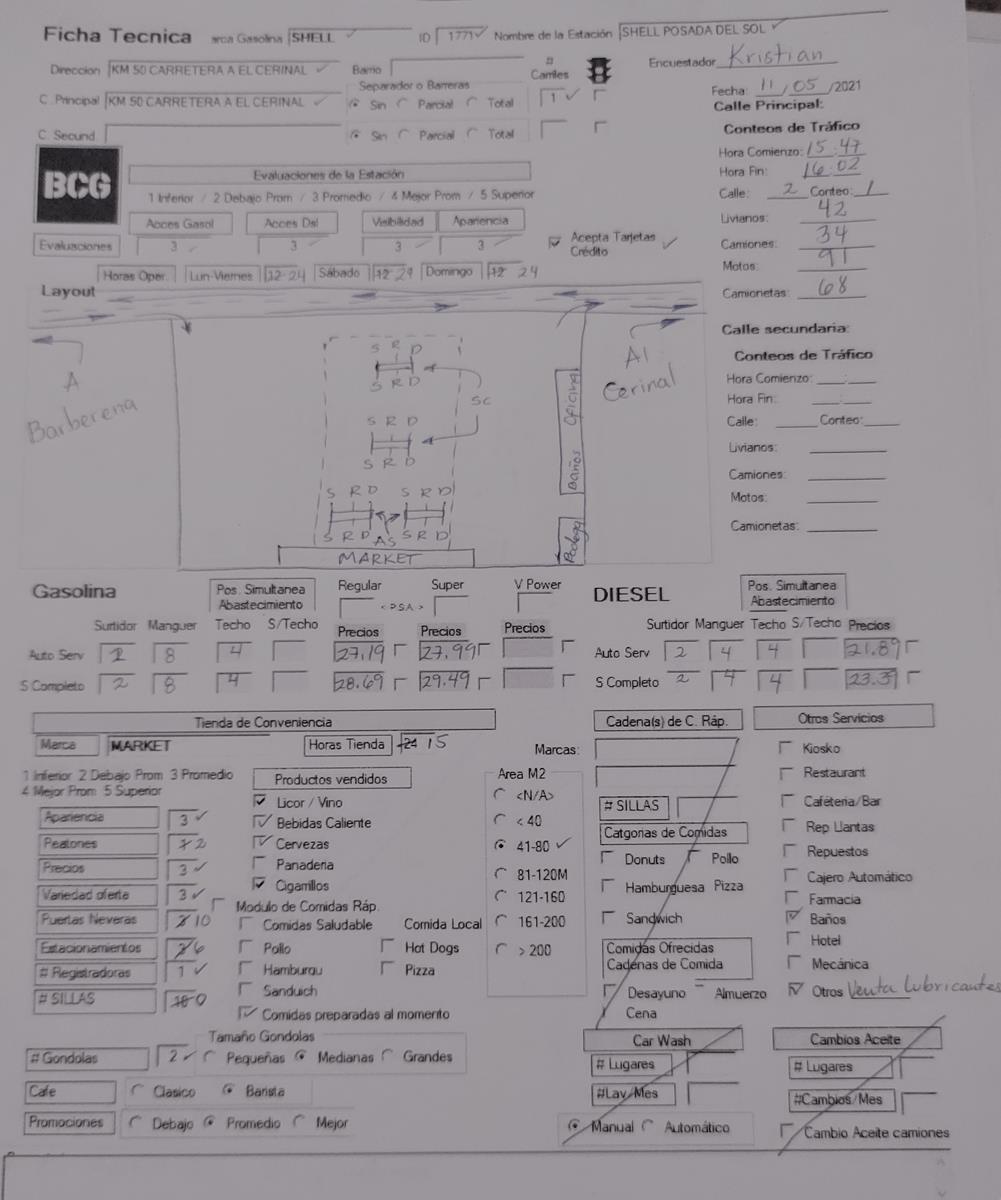 Ficha Tecnica arca Gasolina SHELL ID 1771 Nombre de la Estación SHELL POSADA DEL SOL
Direccion KM 50 CARRETERA A EL CERINAL Barrio # Carriles Encuestador Kristian
Separador o Barreras Fecha: 11/05/2021
C. Principal KM 50 CARRETERA A EL CERINAL Sin Parcial Total 1 Calle Principal:
C. Secund. Sin Parcial Total Conteos de Tráfico
Hora Comienzo: 15:47
BCG Evaluaciones de la Estación Hora Fin: 16:02
1 Inferior / 2 Debajo Prom / 3 Promedio / 4 Mejor Prom / 5 Superior Calle: 2 Conteo: 1
Acces Gasol Acces Dsl Visibilidad Apariencia Livianos: 42
Evaluaciones 3 3 3 3 Acepta Tarjetas Crédito Camiones: 34
Motos: 91
Horas Oper. Lun-Viernes 12 24 Sábado 12 24 Domingo 12 24 Camionetas: 68
Layout
Calle secundaria:
Conteos de Tráfico
Hora Comienzo: __:__
Hora Fin: __:__
Calle: Conteo:
Livianos:
Camiones:
Motos:
Camionetas:
A Barberena
Al Cerinal
S R D
S R D
SC
S R D
S R D
S R D S R D
S R D AS S R D
MARKET
Oficina
Baños
Bodega
Gasolina Pos. Simultanea Abastecimiento Regular <P.S.A.> Super V Power DIESEL Pos. Simultanea Abastecimiento
Surtidor Manguer Techo S/Techo Precios Precios Precios Surtidor Manguer Techo S/Techo Precios
Auto Serv 2 8 4 27.19 27.99 Auto Serv 2 4 4 21.89
S Completo 2 8 4 28.69 29.49 S Completo 2 4 4 23.39
Tienda de Conveniencia Cadena(s) de C. Ráp. Otros Servicios
Marca MARKET Horas Tienda 24 15 Marcas:
1 Inferior 2 Debajo Prom 3 Promedio
4 Mejor Prom 5 Superior
Apariencia 3
Peatones 2
Precios 3
Variedad oferta 3
Puertas Neveras 10
Estacionamientos 6
# Registradoras 1
# SILLAS 18 0
Productos vendidos
Licor / Vino
Bebidas Caliente
Cervezas
Panaderia
Cigarrillos
Modulo de Comidas Ráp.
Comidas Saludable Comida Local
Pollo Hot Dogs
Hamburgu Pizza
Sanduich
Comidas preparadas al momento
Area M2
<N/A>
< 40
41-80
81-120M
121-160
161-200
> 200
# SILLAS
Catgorias de Comidas
Donuts Pollo
Hamburguesa Pizza
Sandwich
Comidas Ofrecidas
Cadenas de Comida
Desayuno Almuerzo
Cena
Kiosko
Restaurant
Caféteria/Bar
Rep Llantas
Repuestos
Cajero Automático
Farmacia
Baños
Hotel
Mecánica
Otros Venta Lubricantes
Tamaño Gondolas
# Gondolas 2 Pequeñas Medianas Grandes
Cafe Clasico Barista
Promociones Debajo Promedio Mejor
Car Wash
# Lugares
#Lav/Mes
Manual Automático
Cambios Aceite
# Lugares
#Cambios/Mes
Cambio Aceite camiones